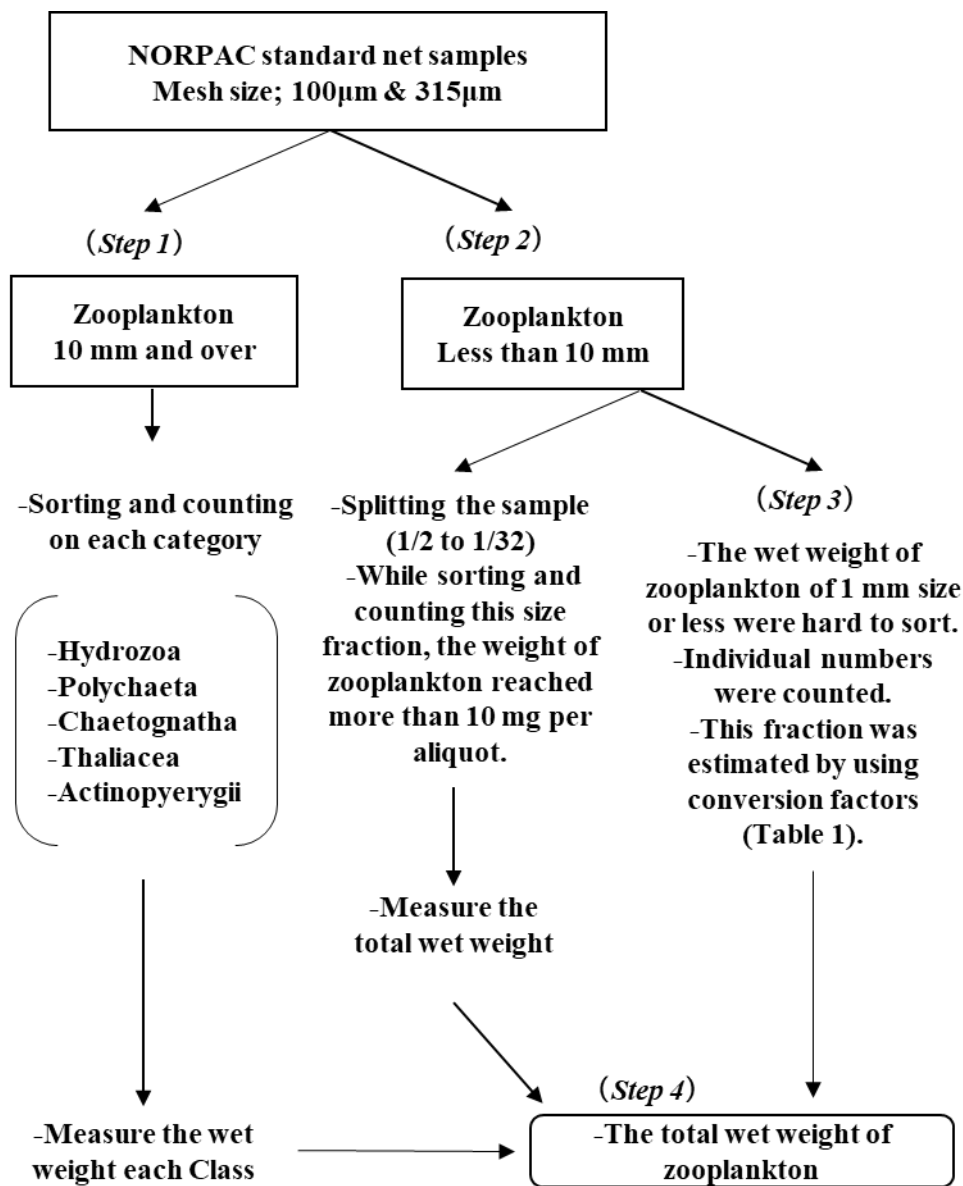 NORPAC standard net samples
Mesh size; 100μm & 315μm
(Step 1)
(Step 2)
Zooplankton
10 mm and over
Zooplankton
Less than 10 mm
-Sorting and counting
on each category
-Hydrozoa
-Polychaeta
-Chaetognatha
-Thaliacea
-Actinopyerygii
-Splitting the sample
(1/2 to 1/32)
-While sorting and
counting this size
fraction, the weight of
zooplankton reached
more than 10 mg per
aliquot.
(Step 3)
-The wet weight of
zooplankton of 1 mm size
or less were hard to sort.
-Individual numbers
were counted.
-This fraction was
estimated by using
conversion factors
(Table 1).
-Measure the
total wet weight
-Measure the wet
weight each Class
(Step 4)
-The total wet weight of
zooplankton